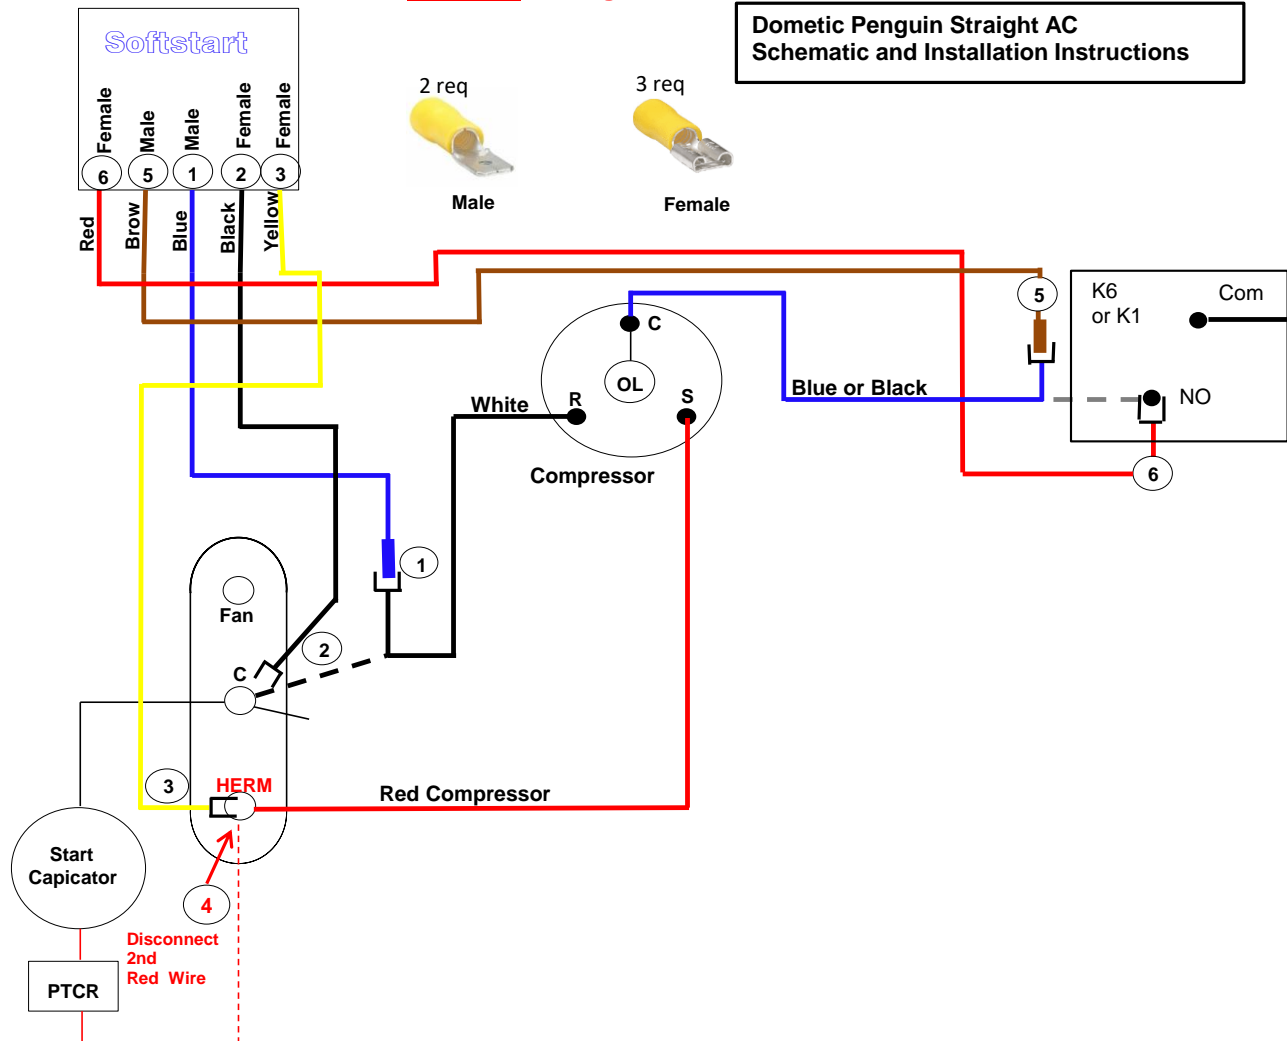 Dometic Penguin Straight AC
Schematic and Installation Instructions
Softstart
Female
Male
Male
Female
Female
6
5
1
2
3
Red
Brow
Blue
Black
Yellow
2 req
3 req
Male
Female
5
K6
or K1
Com
NO
6
C
OL
R
S
White
Blue or Black
Compressor
1
Fan
2
C
3
HERM
Red Compressor
Start
Capicator
4
Disconnect
2nd
Red Wire
PTCR